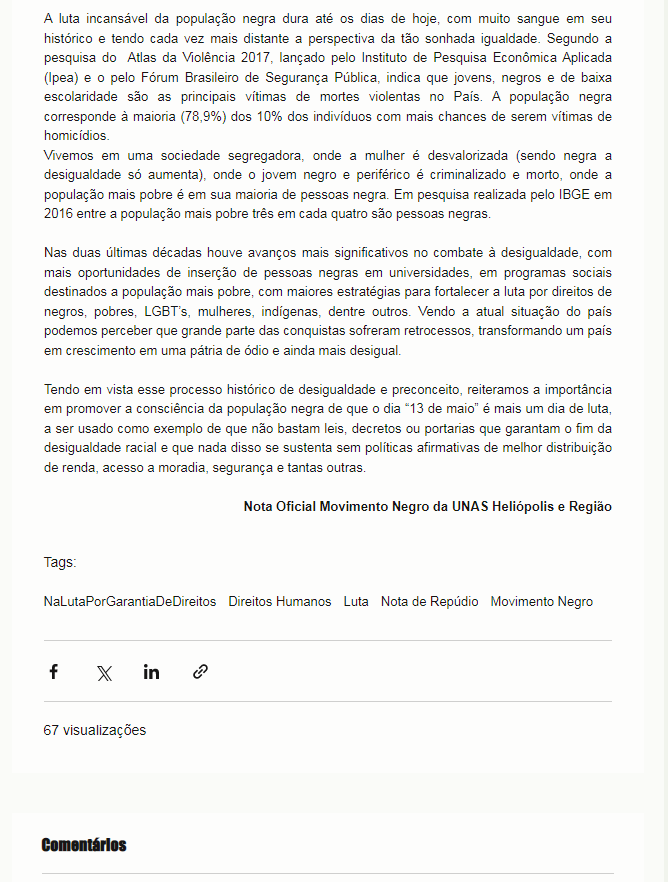 A luta incansável da população negra dura até os dias de hoje, com muito sangue em seu
histórico e tendo cada vez mais distante a perspectiva da tão sonhada igualdade. Segundo a
pesquisa do Atlas da Violência 2017, lançado pelo Instituto de Pesquisa Econômica Aplicada
(Ipea) e o pelo Fórum Brasileiro de Segurança Pública, indica que jovens, negros e de baixa
escolaridade são as principais vítimas de mortes violentas no País. A população negra
corresponde à maioria (78,9%) dos 10% dos indivíduos com mais chances de serem vítimas de
homicídios.
Vivemos em uma sociedade segregadora, onde a mulher é desvalorizada (sendo negra a
desigualdade só aumenta), onde o jovem negro e periférico é criminalizado e morto, onde a
população mais pobre é em sua maioria de pessoas negra. Em pesquisa realizada pelo IBGE em
2016 entre a população mais pobre três em cada quatro são pessoas negras.
Nas duas últimas décadas houve avanços mais significativos no combate à desigualdade, com
mais oportunidades de inserção de pessoas negras em universidades, em programas sociais
destinados a população mais pobre, com maiores estratégias para fortalecer a luta por direitos de
negros, pobres, LGBT's, mulheres, indígenas, dentre outros. Vendo a atual situação do país
podemos perceber que grande parte das conquistas sofreram retrocessos, transformando um país
em crescimento em uma pátria de ódio e ainda mais desigual.
Tendo em vista esse processo histórico de desigualdade e preconceito, reiteramos a importância
em promover a consciência da população negra de que o dia “13 de maio” é mais um dia de luta,
a ser usado como exemplo de que não bastam leis, decretos ou portarias que garantam o fim da
desigualdade racial e que nada disso se sustenta sem políticas afirmativas de melhor distribuição
de renda, acesso a moradia, segurança e tantas outras.
Nota Oficial Movimento Negro da UNAS Heliópolis e Região
Tags:
NaLutaPorGarantiaDeDireitos Direitos Humanos Luta Nota de Repúdio Movimento Negro
67 visualizações
Comentários